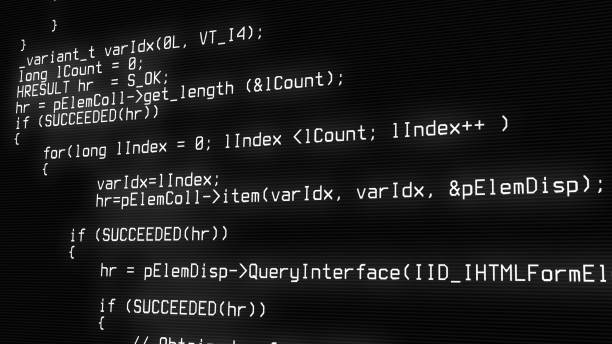 }
}
_variant_t varIdx(0L, VT_I4);
long lCount = 0;
HRESULT hr = S_OK;
hr = pElemColl->get_length (&lCount);
if (SUCCEEDED(hr))
{
for(long lIndex = 0; lIndex <lCount; lIndex++ )
{
varIdx=lIndex;
hr=pElemColl->item(varIdx, varIdx, &pElemDisp);
if (SUCCEEDED(hr))
{
hr = pElemDisp->QueryInterface(IID_IHTMLFormEl
if (SUCCEEDED(hr))
{
//